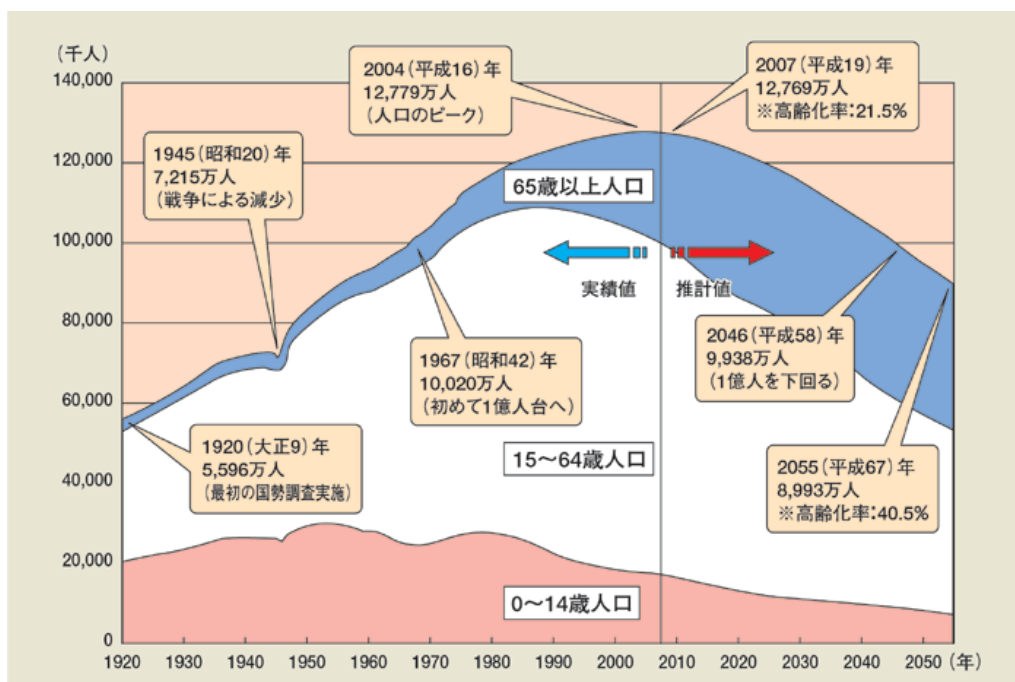 （千人）
140,000
120,000
100,000
80,000
60,000
40,000
20,000
0
1920
1930
1940
1950
1960
1970
1980
1990
2000
2010
2020
2030
2040
2050
（年）
1920（大正9）年
5,596万人
（最初の国勢調査実施）
1945（昭和20）年
7,215万人
（戦争による減少）
1967（昭和42）年
10,020万人
（初めて1億人台へ）
2004（平成16）年
12,779万人
（人口のピーク）
2007（平成19）年
12,769万人
※高齢化率：21.5%
2046（平成58）年
9,938万人
（1億人を下回る）
2055（平成67）年
8,993万人
※高齢化率：40.5%
65歳以上人口
実績値
推計値
15～64歳人口
0～14歳人口